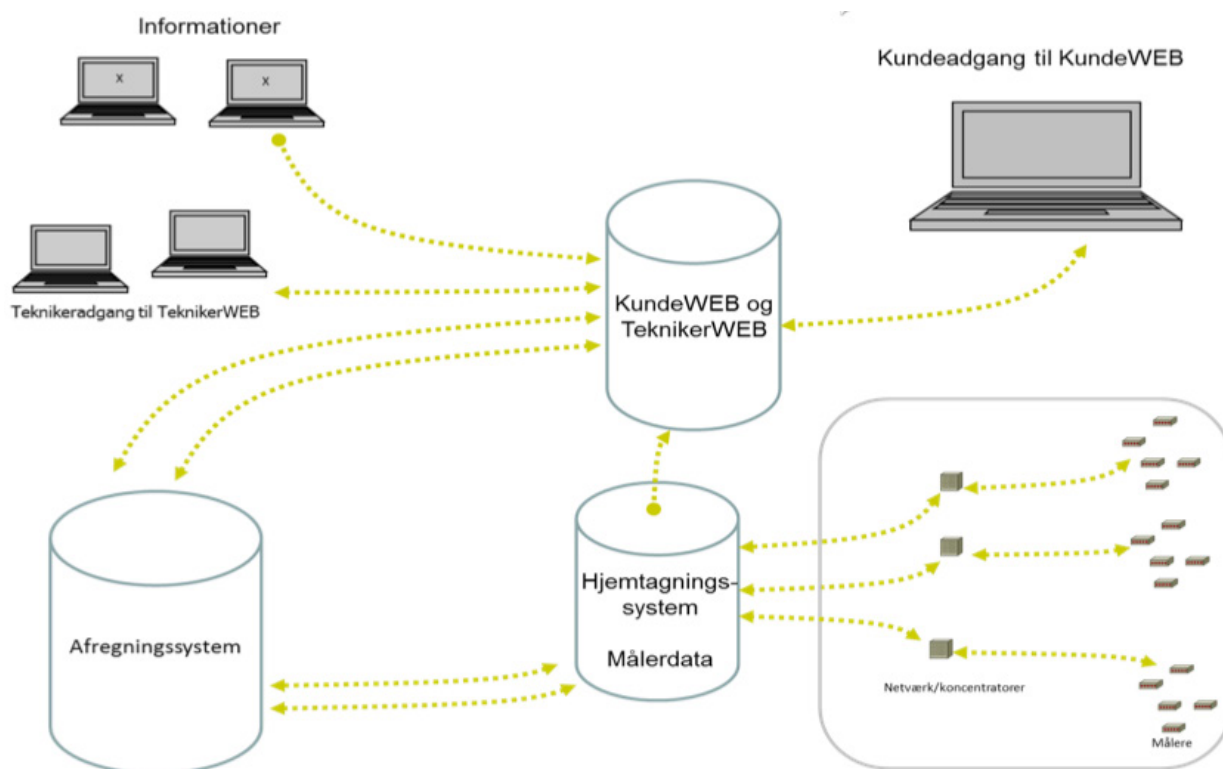 Informationer
X
X
Kundeadgang til KundeWEB
Teknikeradgang til TeknikerWEB
KundeWEB og
TeknikerWEB
Afregningssystem
Hjemtagnings-
system
Målerdata
Netværk/koncentratorer
Målere